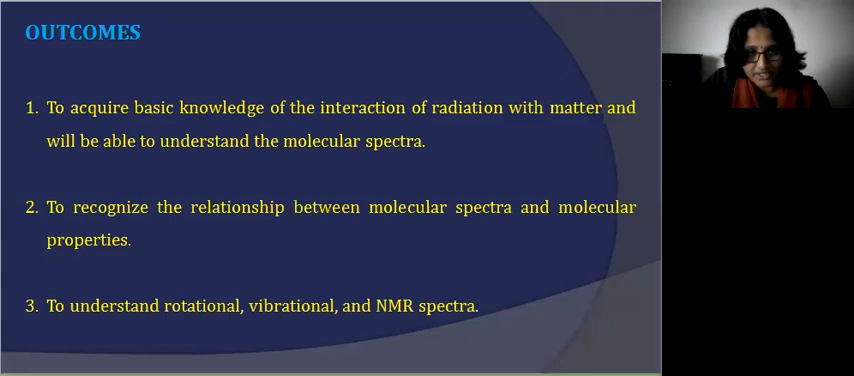 OUTCOMES
1. To acquire basic knowledge of the interaction of radiation with matter and
will be able to understand the molecular spectra.
2. To recognize the relationship between molecular spectra and molecular
properties.
3. To understand rotational, vibrational, and NMR spectra.